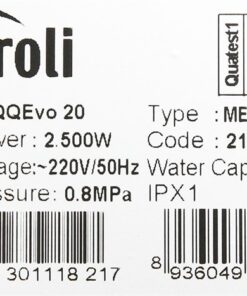 roli
Quatest1
QQEvo 20
Type : ME
ver : 2.500W
Code : 21
age:~220V/50Hz
Water Cap
ssure: 0.8MPa
IPX1
301118 217
8 936049